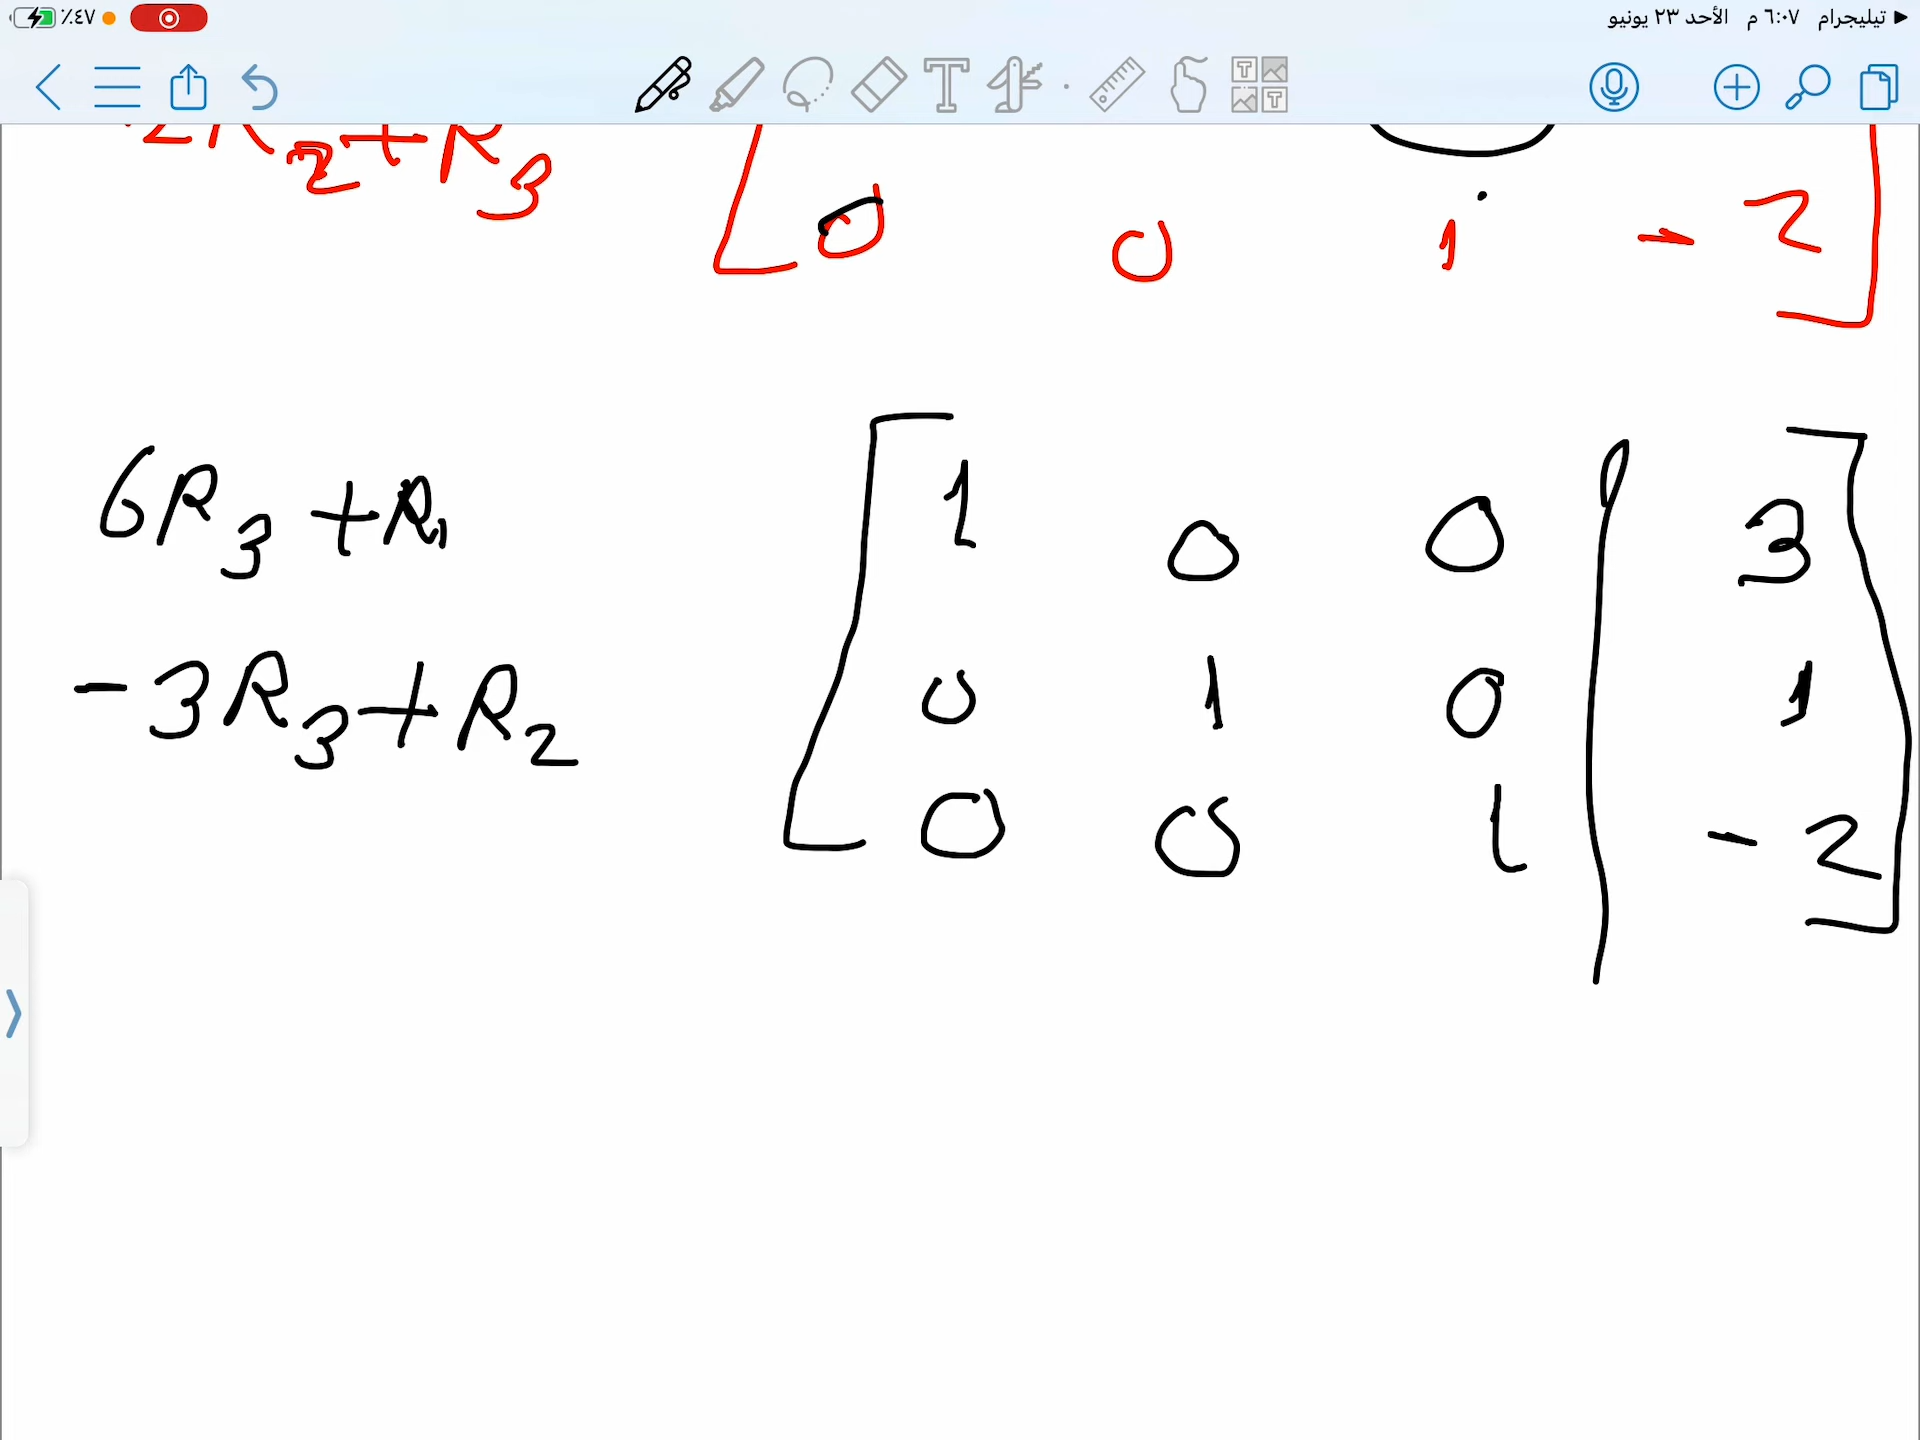 ٪٤٧ ◀ تيليجرام ٦:٠٧ م الأحد ٢٣ يونيو
-2R2+R3
0 0 1 -2
6R3+R1 1 0 0 | 3
-3R3+R2 0 1 0 | 1
0 0 1 | -2